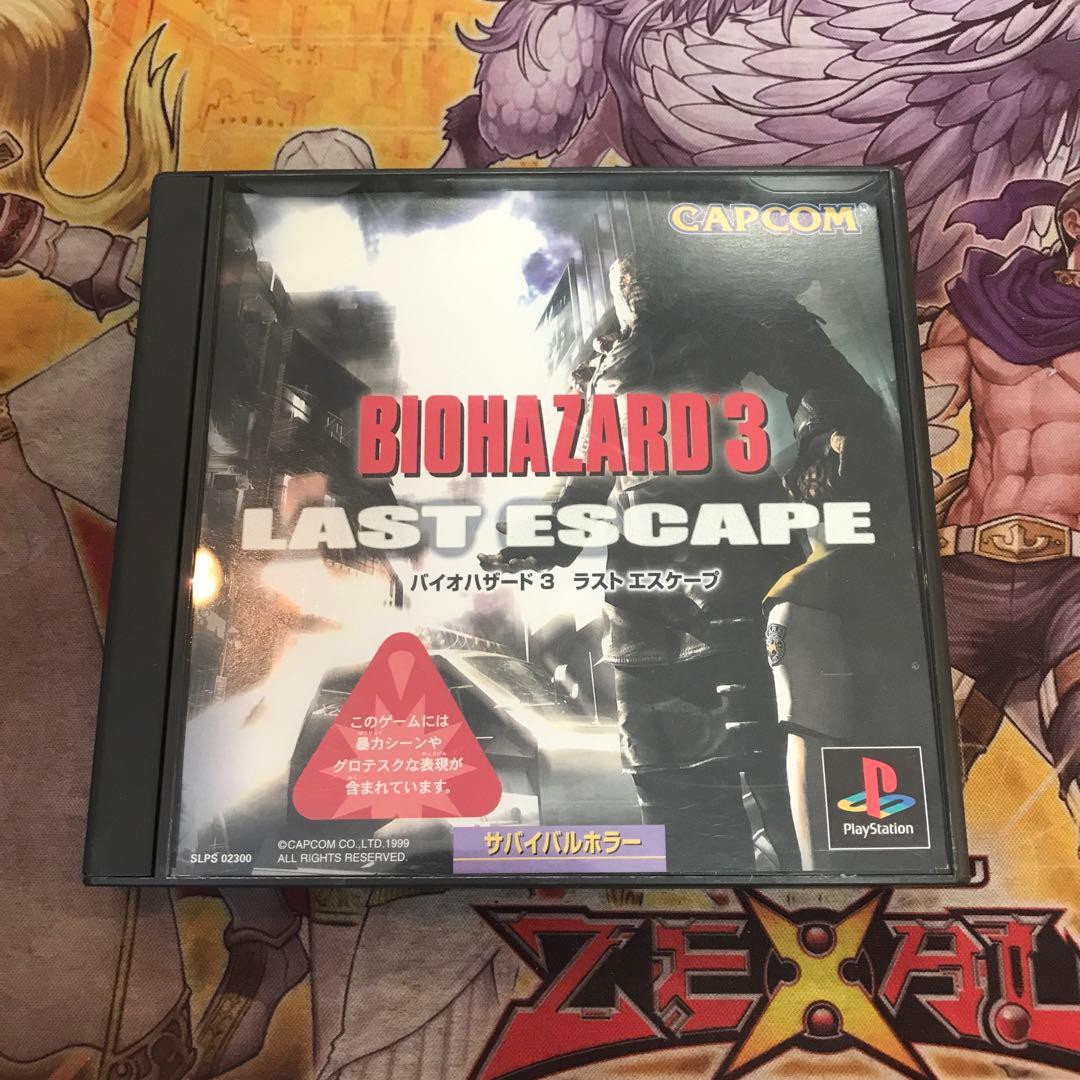 CAPCOM®
BIOHAZARD®3
LAST ESCAPE
バイオハザード 3 ラスト エスケープ
このゲームには
暴力シーンや
グロテスクな表現が
含まれています。
PlayStation
サバイバルホラー
©CAPCOM CO.,LTD.1999
ALL RIGHTS RESERVED.
SLPS 02300
ZEXAL